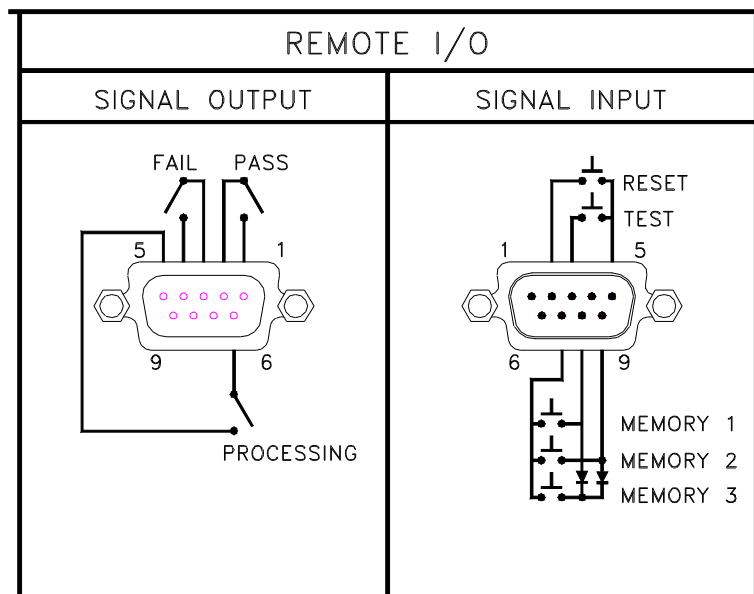 REMOTE I/O
SIGNAL OUTPUT
SIGNAL INPUT
FAIL PASS
5 1
9 6
PROCESSING
RESET
TEST
1 5
6 9
MEMORY 1
MEMORY 2
MEMORY 3